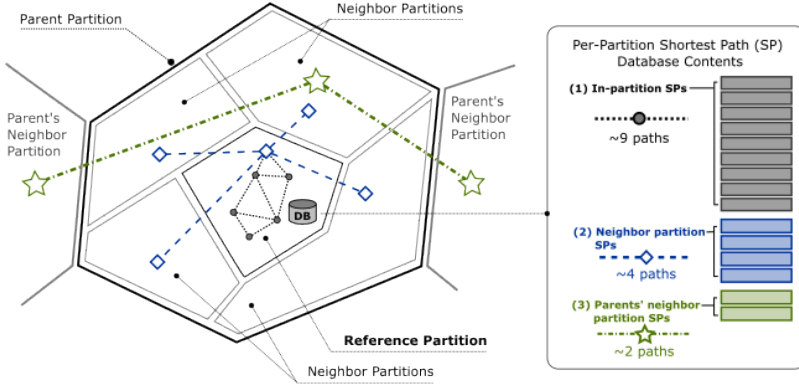 Parent Partition
Neighbor Partitions
Parent's
Neighbor
Partition
Parent's
Neighbor
Partition
DB
Reference Partition
Neighbor Partitions
Per-Partition Shortest Path (SP)
Database Contents
(1) In-partition SPs
~9 paths
(2) Neighbor partition
SPs
~4 paths
(3) Parents' neighbor
partition SPs
~2 paths